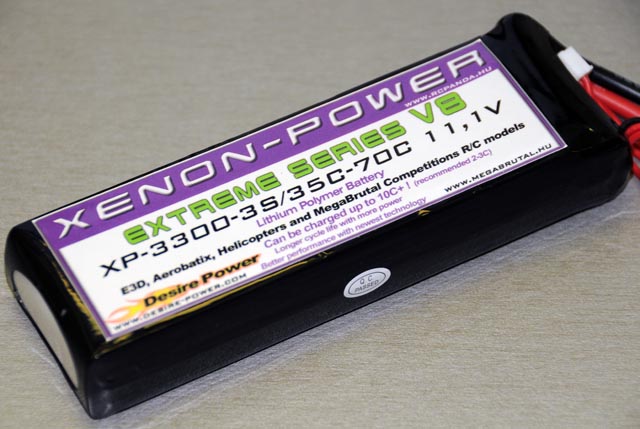 XENON-POWER
WWW.RCPANDA.HU
EXTREME SERIES V8
XP-3300-3S/35C-70C 11,1V
Lithium Polymer Battery
E3D, Aerobatix, Helicopters and MegaBrutal Competitions R/C models
Can be charged up to 10C+ ! (recommended 2-3C)
Longer cycle life with more power
Better performance with newest technology
Desire Power
WWW.DESIRE-POWER.COM
WWW.MEGABRUTAL.HU
QC
PASSED